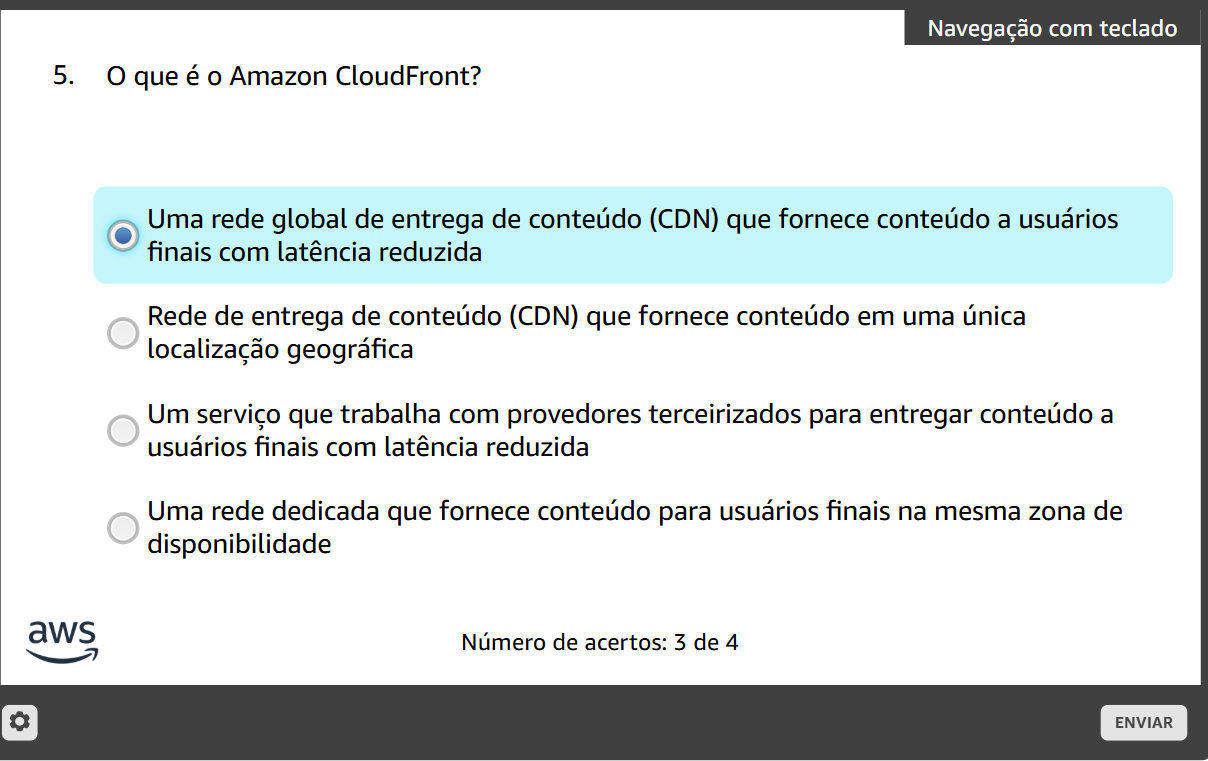 Navegação com teclado
5. O que é o Amazon CloudFront?
Uma rede global de entrega de conteúdo (CDN) que fornece conteúdo a usuários
finais com latência reduzida
Rede de entrega de conteúdo (CDN) que fornece conteúdo em uma única
localização geográfica
Um serviço que trabalha com provedores terceirizados para entregar conteúdo a
usuários finais com latência reduzida
Uma rede dedicada que fornece conteúdo para usuários finais na mesma zona de
disponibilidade
aws
Número de acertos: 3 de 4
ENVIAR